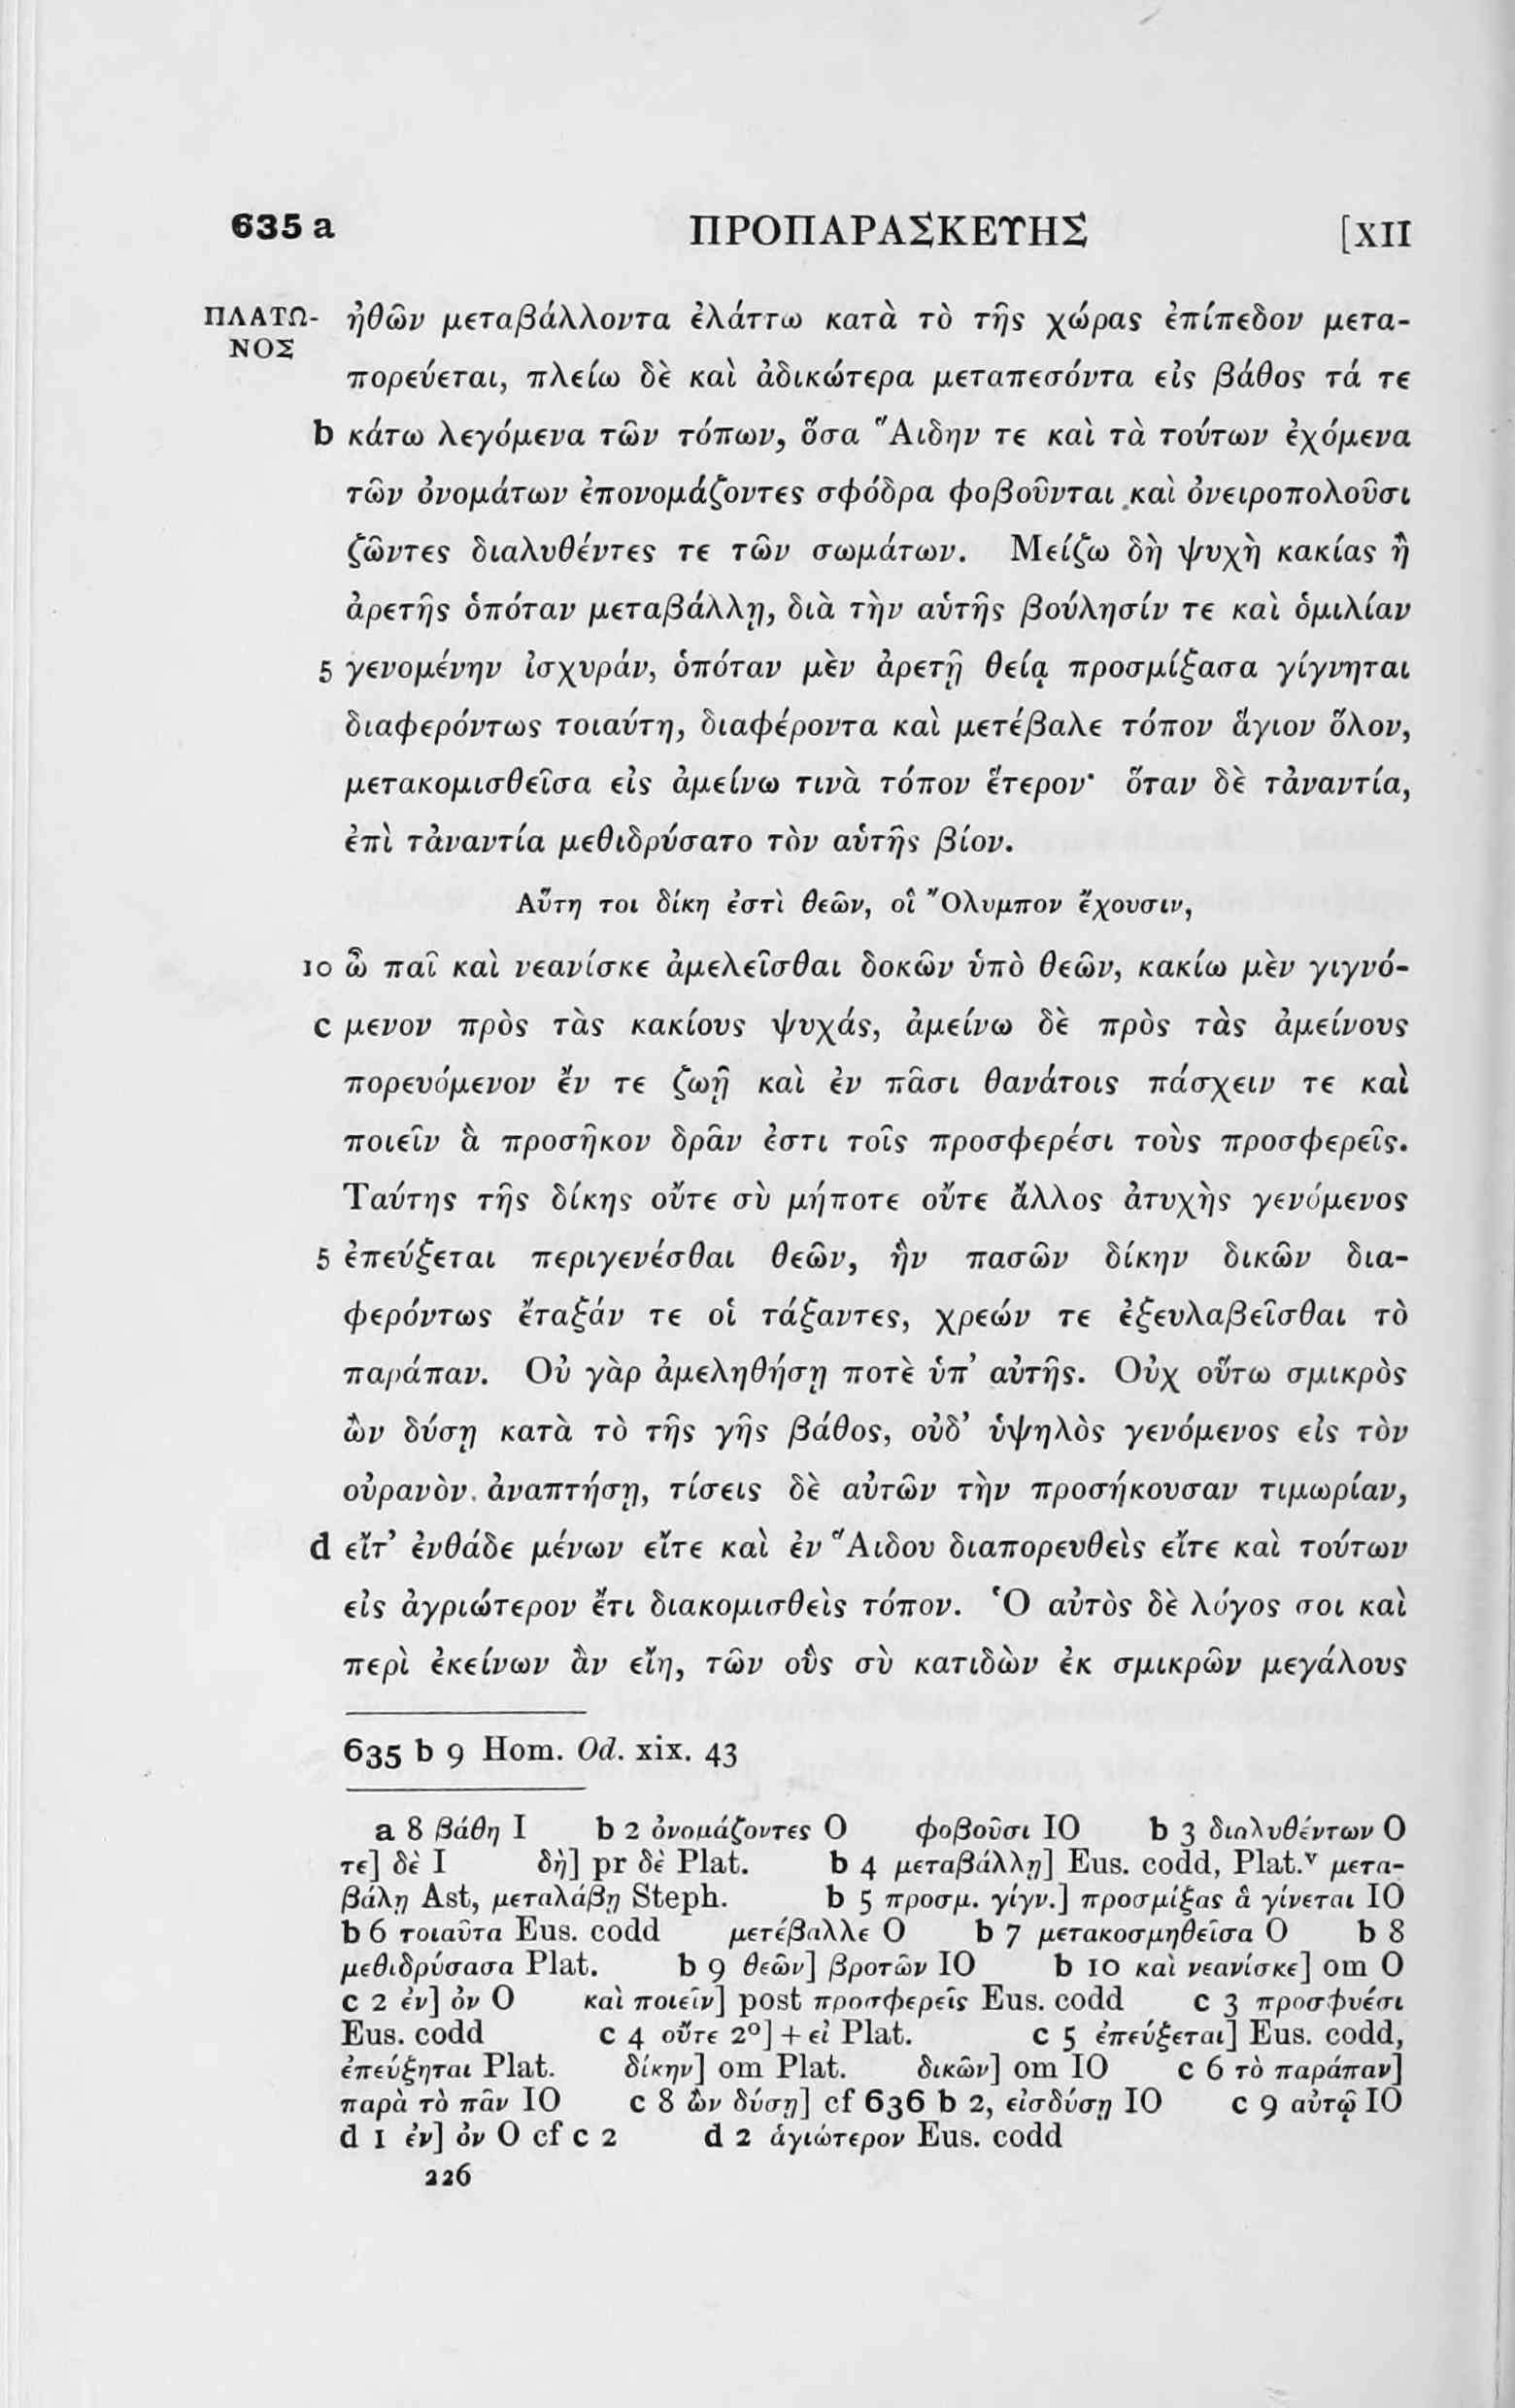 635 a ΠΡΟΠΑΡΑΣΚΕΥΗΣ [XII
ΠΛΑΤΩ- ἠθῶν μεταβάλλοντα ἐλάττω κατὰ τὸ τῆς χώρας ἐπίπεδον μετα-
ΝΟΣ
πορεύεται, πλείω δὲ καὶ ἀδικώτερα μεταπεσόντα εἰς βάθος τά τε
b κάτω λεγόμενα τῶν τόπων, ὅσα Ἅιδην τε καὶ τὰ τούτων ἐχόμενα
τῶν ὀνομάτων ἐπονομάζοντες σφόδρα φοβοῦνται καὶ ὀνειροπολοῦσι
ζῶντες διαλυθέντες τε τῶν σωμάτων. Μείζω δὴ ψυχὴ κακίας ἢ
ἀρετῆς ὁπόταν μεταβάλλῃ, διὰ τὴν αὑτῆς βούλησίν τε καὶ ὁμιλίαν
5 γενομένην ἰσχυράν, ὁπόταν μὲν ἀρετῇ θείᾳ προσμίξασα γίγνηται
διαφερόντως τοιαύτη, διαφέροντα καὶ μετέβαλε τόπον ἅγιον ὅλον,
μετακομισθεῖσα εἰς ἀμείνω τινὰ τόπον ἕτερον· ὅταν δὲ τἀναντία,
ἐπὶ τἀναντία μεθιδρύσατο τὸν αὑτῆς βίον.
Αὕτη τοι δίκη ἐστὶ θεῶν, οἳ Ὄλυμπον ἔχουσιν,
10 ὦ παῖ καὶ νεανίσκε ἀμελεῖσθαι δοκῶν ὑπὸ θεῶν, κακίω μὲν γιγνό-
c μενον πρὸς τὰς κακίους ψυχάς, ἀμείνω δὲ πρὸς τὰς ἀμείνους
πορευόμενον ἔν τε ζωῇ καὶ ἐν πᾶσι θανάτοις πάσχειν τε καὶ
ποιεῖν ἃ προσῆκον δρᾶν ἐστι τοῖς προσφερέσι τοὺς προσφερεῖς.
Ταύτης τῆς δίκης οὔτε σὺ μήποτε οὔτε ἄλλος ἀτυχὴς γενόμενος
5 ἐπεύξεται περιγενέσθαι θεῶν, ἣν πασῶν δίκην δικῶν δια-
φερόντως ἔταξάν τε οἱ τάξαντες, χρεών τε ἐξευλαβεῖσθαι τὸ
παράπαν. Οὐ γὰρ ἀμεληθήσῃ ποτὲ ὑπ’ αὐτῆς. Οὐχ οὕτω σμικρὸς
ὢν δύσῃ κατὰ τὸ τῆς γῆς βάθος, οὐδ’ ὑψηλὸς γενόμενος εἰς τὸν
οὐρανὸν ἀναπτήσῃ, τίσεις δὲ αὐτῶν τὴν προσήκουσαν τιμωρίαν,
d εἴτ’ ἐνθάδε μένων εἴτε καὶ ἐν Ἅιδου διαπορευθεὶς εἴτε καὶ τούτων
εἰς ἀγριώτερον ἔτι διακομισθεὶς τόπον. Ὁ αὐτὸς δὲ λόγος σοι καὶ
περὶ ἐκείνων ἂν εἴη, τῶν οὓς σὺ κατιδὼν ἐκ σμικρῶν μεγάλους
635 b 9 Hom. Od. xix. 43
a 8 βάθη I b 2 ὀνομάζοντες O φοβοῦσι IO b 3 διαλυθέντων O
τε] δὲ I δὴ] pr δὲ Plat. b 4 μεταβάλλῃ] Eus. codd, Plat.ᵛ μετα-
βάλῃ Ast, μεταλάβῃ Steph. b 5 προσμ. γίγν.] προσμίξας ἃ γίνεται IO
b 6 τοιαῦτα Eus. codd μετέβαλλε O b 7 μετακοσμηθεῖσα O b 8
μεθιδρύσασα Plat. b 9 θεῶν] βροτῶν IO b 10 καὶ νεανίσκε] om O
c 2 ἐν] ὀν O καὶ ποιεῖν] post προσφερεῖς Eus. codd c 3 προσφυέσι
Eus. codd c 4 οὔτε 2°] + εἰ Plat. c 5 ἐπεύξεται] Eus. codd,
ἐπεύξηται Plat. δίκην] om Plat. δικῶν] om IO c 6 τὸ παράπαν]
παρὰ τὸ πᾶν IO c 8 ὢν δύσῃ] cf 636 b 2, εἰσδύσῃ IO c 9 αὐτῷ IO
d 1 ἐν] ὀν O cf c 2 d 2 ἁγιώτερον Eus. codd
226